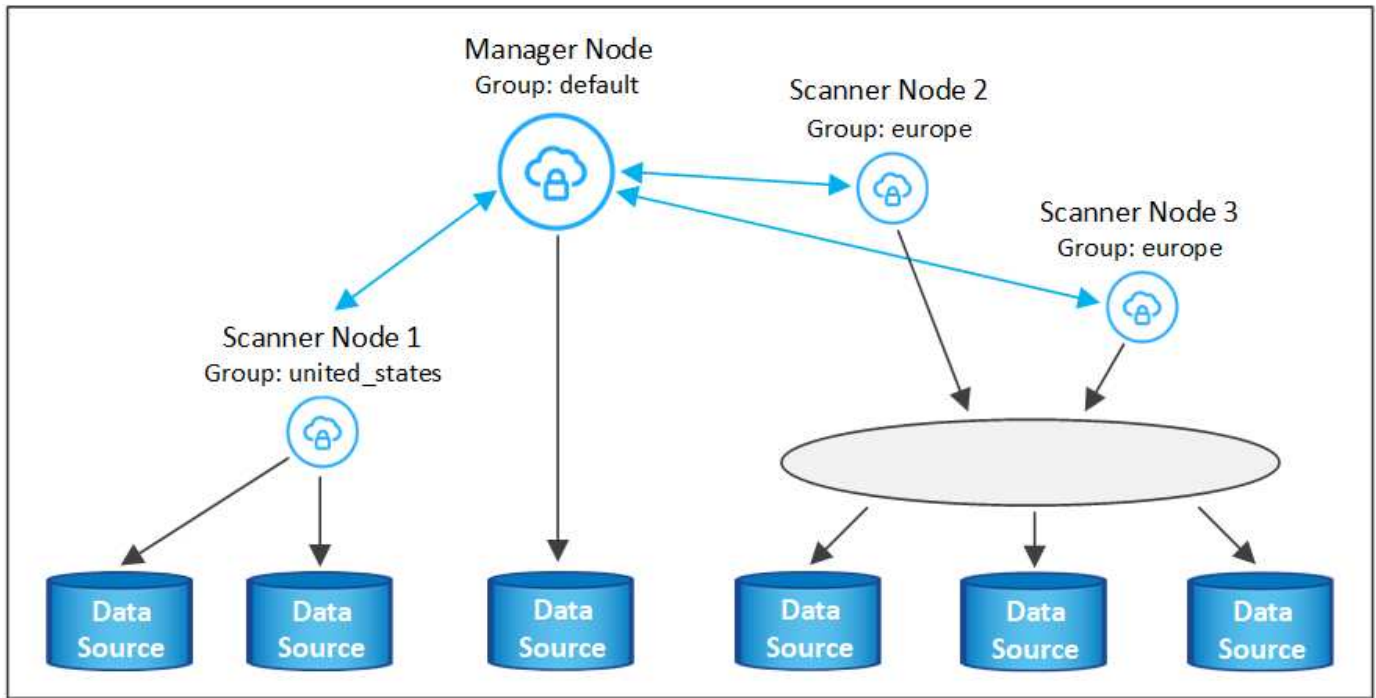 Manager Node
Group: default
Scanner Node 2
Group: europe
Scanner Node 3
Group: europe
Scanner Node 1
Group: united_states
Data
Source
Data
Source
Data
Source
Data
Source
Data
Source
Data
Source